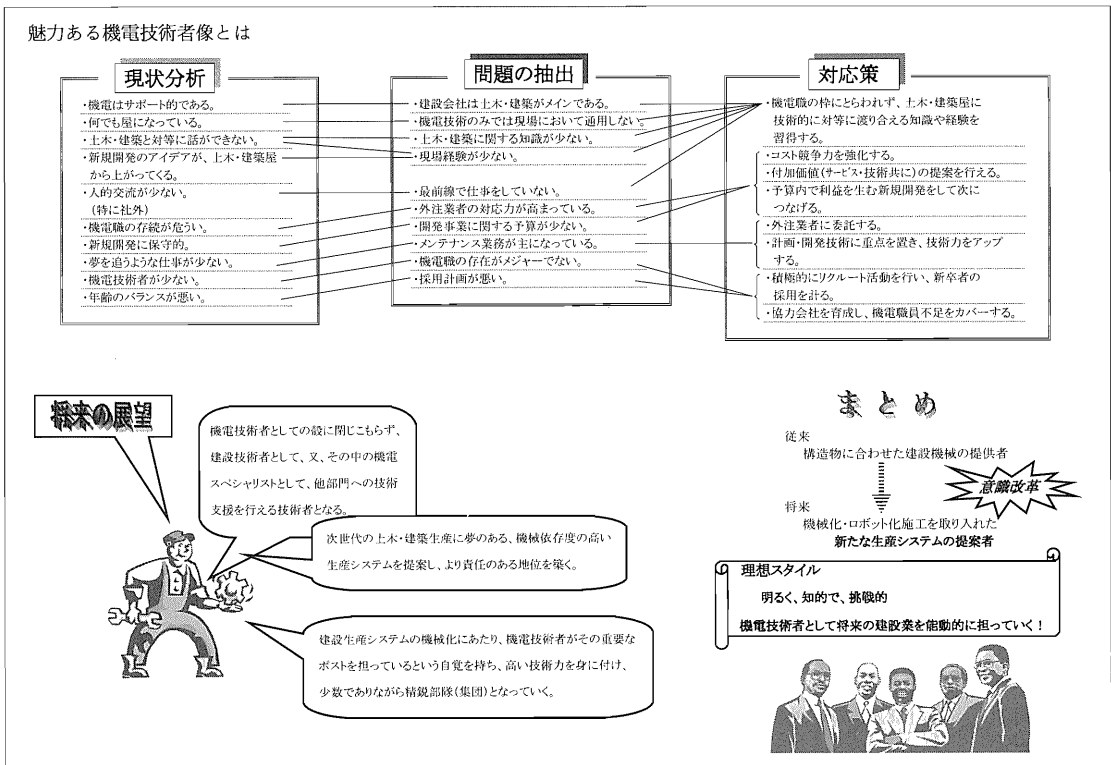 魅力ある機電技術者像とは
現状分析
・機電はサポート的である。
・何でも屋になっている。
・土木・建築と対等に話ができない。
・新規開発のアイデアが、土木・建築屋
から上がってくる。
・人的交流が少ない。
(特に社外)
・機電職の存続が危うい。
・新規開発に保守的。
・夢を追うような仕事が少ない。
・機電技術者が少ない。
・年齢のバランスが悪い。
問題の抽出
・建設会社は土木・建築がメインである。
・機電技術のみでは現場において通用しない。
・土木・建築に関する知識が少ない。
・現場経験が少ない。
・最前線で仕事をしていない。
・外注業者の対応力が高まっている。
・開発事業に関する予算が少ない。
・メンテナンス業務が主になっている。
・機電職の存在がメジャーでない。
・採用計画が悪い。
対応策
・機電職の枠にとらわれず、土木・建築屋に
技術的に対等に渡り合える知識や経験を
習得する。
・コスト競争力を強化する。
・付加価値(サービス・技術共に)の提案を行える。
・予算内で利益を生む新規開発をして次に
つなげる。
・外注業者に委託する。
・計画・開発技術に重点を置き、技術力をアップ
する。
・積極的にリクルート活動を行い、新卒者の
採用を計る。
・協力会社を育成し、機電職員不足をカバーする。
将来の展望
機電技術者としての殻に閉じこもらず、
建設技術者として、又、その中の機電
スペシャリストとして、他部門への技術
支援を行える技術者となる。
次世代の土木・建築生産に夢のある、機械依存度の高い
生産システムを提案し、より責任のある地位を築く。
建設生産システムの機械化にあたり、機電技術者がその重要な
ポストを担っているという自覚を持ち、高い技術力を身に付け、
少数でありながら精鋭部隊(集団)となっていく。
まとめ
従来
構造物に合わせた建設機械の提供者
意識改革
将来
機械化・ロボット化施工を取り入れた
新たな生産システムの提案者
理想スタイル
明るく、知的で、挑戦的
機電技術者として将来の建設業を能動的に担っていく!